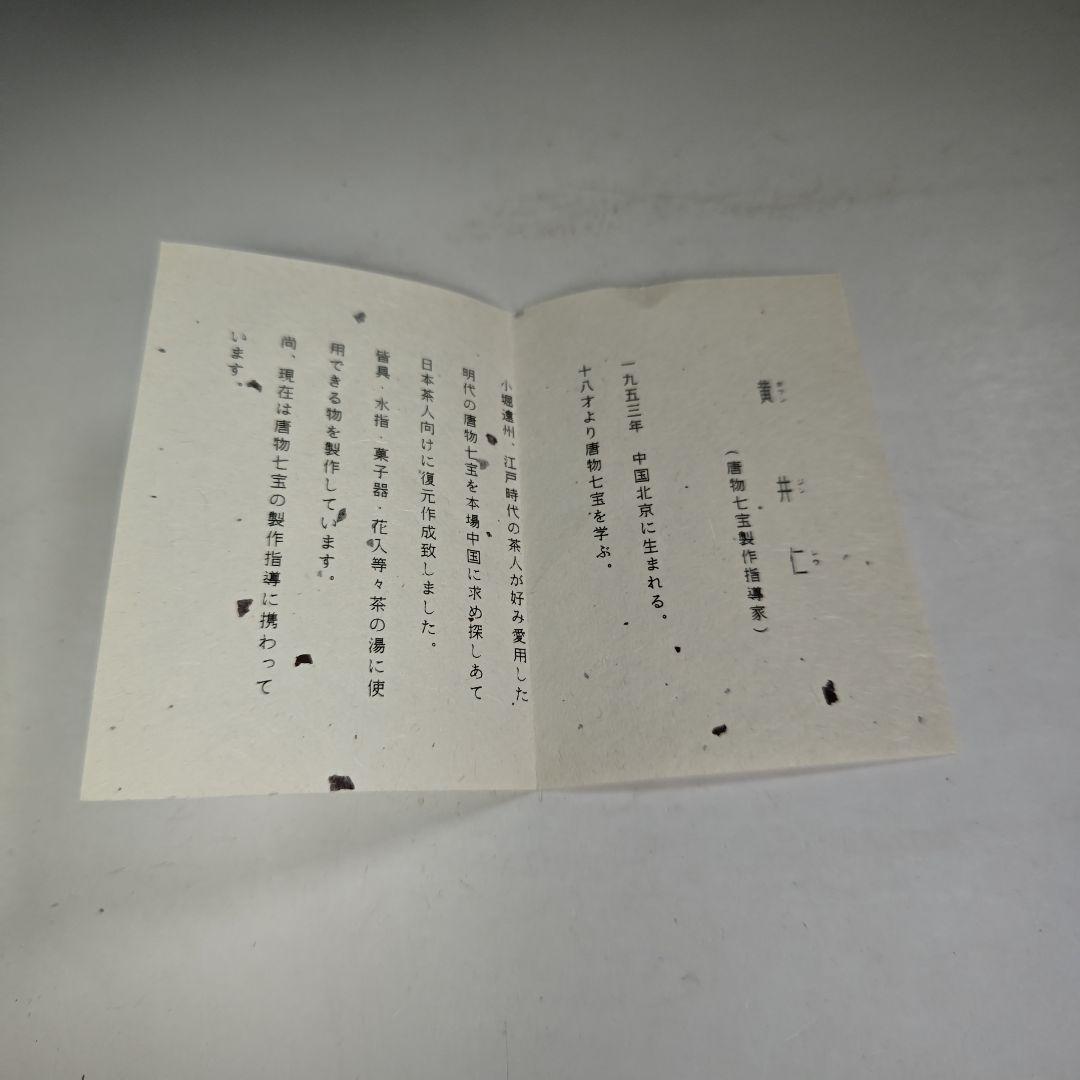 黄 井 仁
(唐物七宝製作指導家)
一九五三年 中国北京に生まれる。
十八才より唐物七宝を学ぶ。
小堀遠州、江戸時代の茶人が好み愛用した
明代の唐物七宝を本場中国に求め探しあて
日本茶人向けに復元作成致しました。
皆具・水指・菓子器・花入等々茶の湯に使
用できる物を製作しています。
尚、現在は唐物七宝の製作指導に携わって
います。